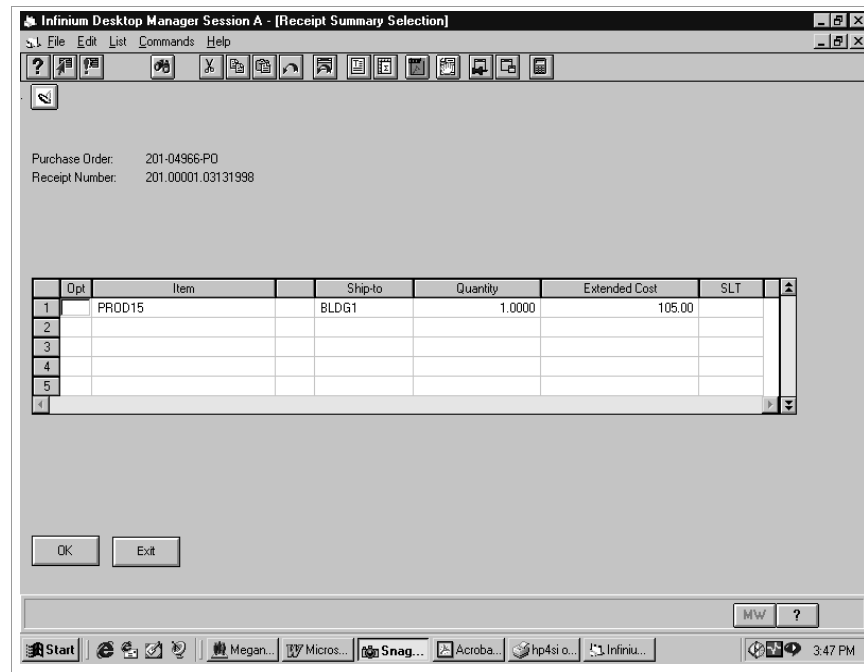 Infinium Desktop Manager Session A - [Receipt Summary Selection]
File Edit List Commands Help
Purchase Order: 201-04966-PO
Receipt Number: 201.00001.03131998
Opt Item Ship-to Quantity Extended Cost SLT
1 PROD15 BLDG1 1.0000 105.00
2
3
4
5
OK Exit
MW ?
Start Megan... Micros... Snag... Acroba... hp4si o... Infiniu... 3:47 PM